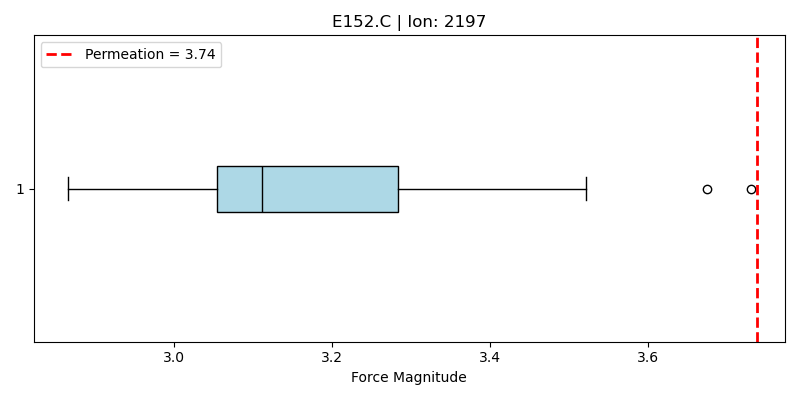 E152.C | Ion: 2197
Permeation = 3.74
1
3.0 3.2 3.4 3.6
Force Magnitude